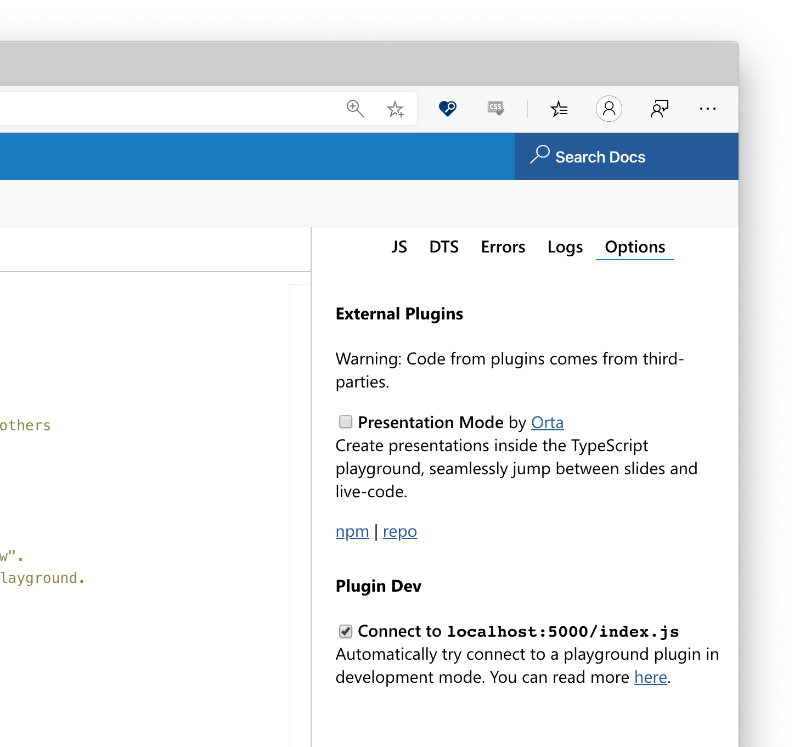 CSS
Search Docs
JS DTS Errors Logs Options
External Plugins
Warning: Code from plugins comes from third-
parties.
Presentation Mode by Orta
Create presentations inside the TypeScript
playground, seamlessly jump between slides and
live-code.
npm | repo
Plugin Dev
Connect to localhost:5000/index.js
Automatically try connect to a playground plugin in
development mode. You can read more here.
others
w".
layground.